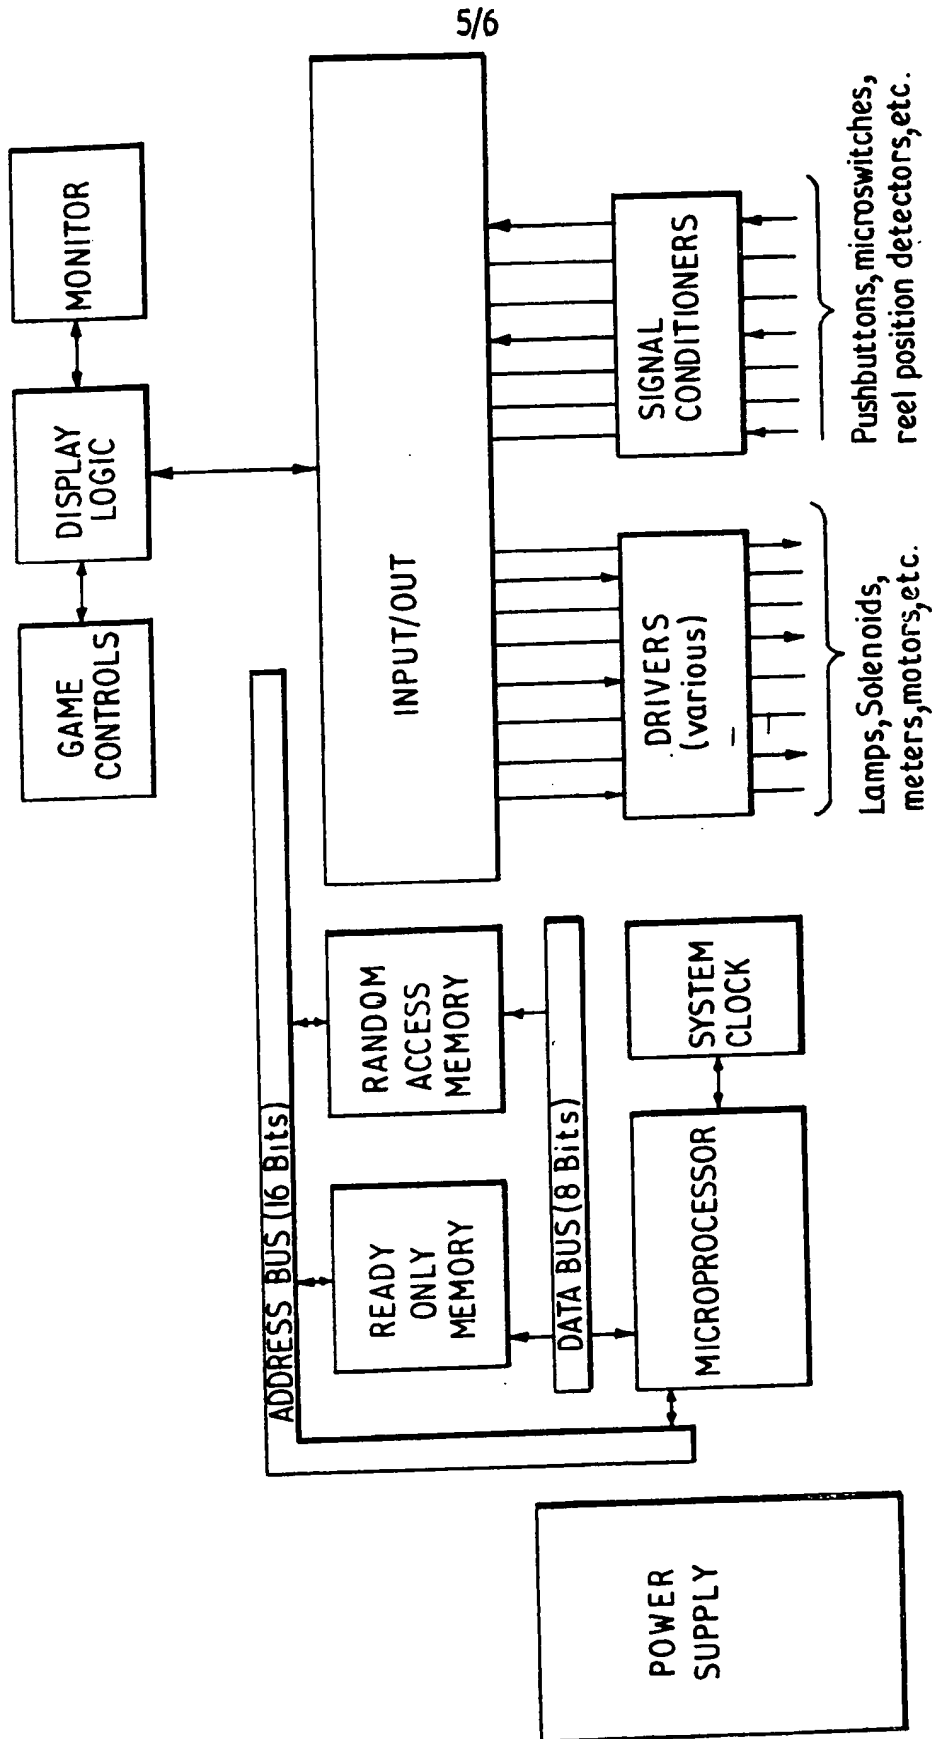 5/6
GAME
CONTROLS
DISPLAY
LOGIC
MONITOR
ADDRESS BUS (16 Bits)
READY
ONLY
MEMORY
RANDOM
ACCESS
MEMORY
INPUT/OUT
DATA BUS (8 Bits)
POWER
SUPPLY
MICROPROCESSOR
SYSTEM
CLOCK
DRIVERS
(various)
SIGNAL
CONDITIONERS
Lamps, Solenoids,
meters, motors, etc.
Pushbuttons, microswitches,
reel position detectors, etc.